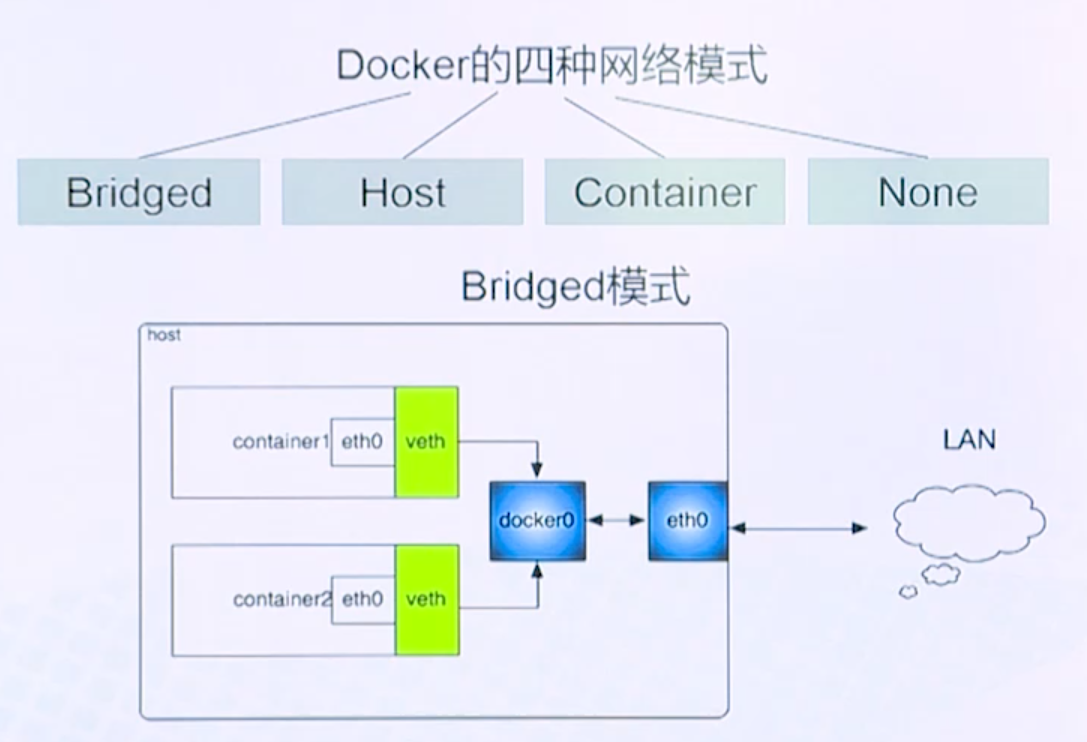 Docker的四种网络模式
Bridged
Host
Container
None
Bridged模式
host
container1
eth0
veth
LAN
docker0
eth0
container2
eth0
veth